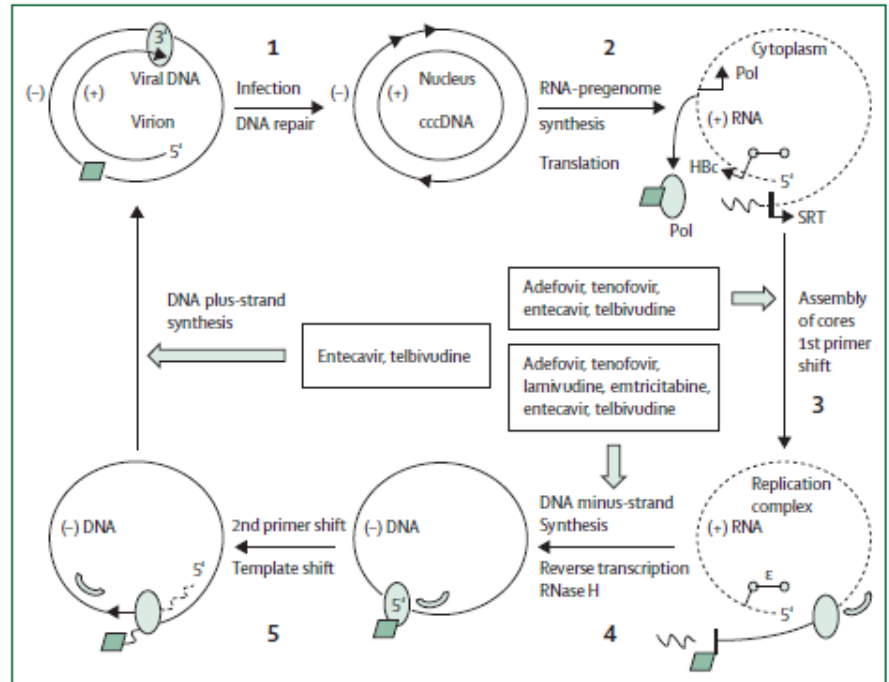 3'
1
2
Cytoplasm
Pol
(–)
(+)
Viral DNA
Infection
(–)
(+)
Nucleus
RNA-pregenome
(+) RNA
Virion
DNA repair
cccDNA
synthesis
5'
Translation
HBc
5'
Pol
SRT
DNA plus-strand
synthesis
Adefovir, tenofovir,
entecavir, telbivudine
Assembly
of cores
1st primer
shift
Entecavir, telbivudine
Adefovir, tenofovir,
lamivudine, emtricitabine,
entecavir, telbivudine
3
Replication
complex
(–) DNA
2nd primer shift
(–) DNA
DNA minus-strand
Synthesis
(+) RNA
5'
Template shift
Reverse transcription
RNase H
ε
5'
5'
5
4